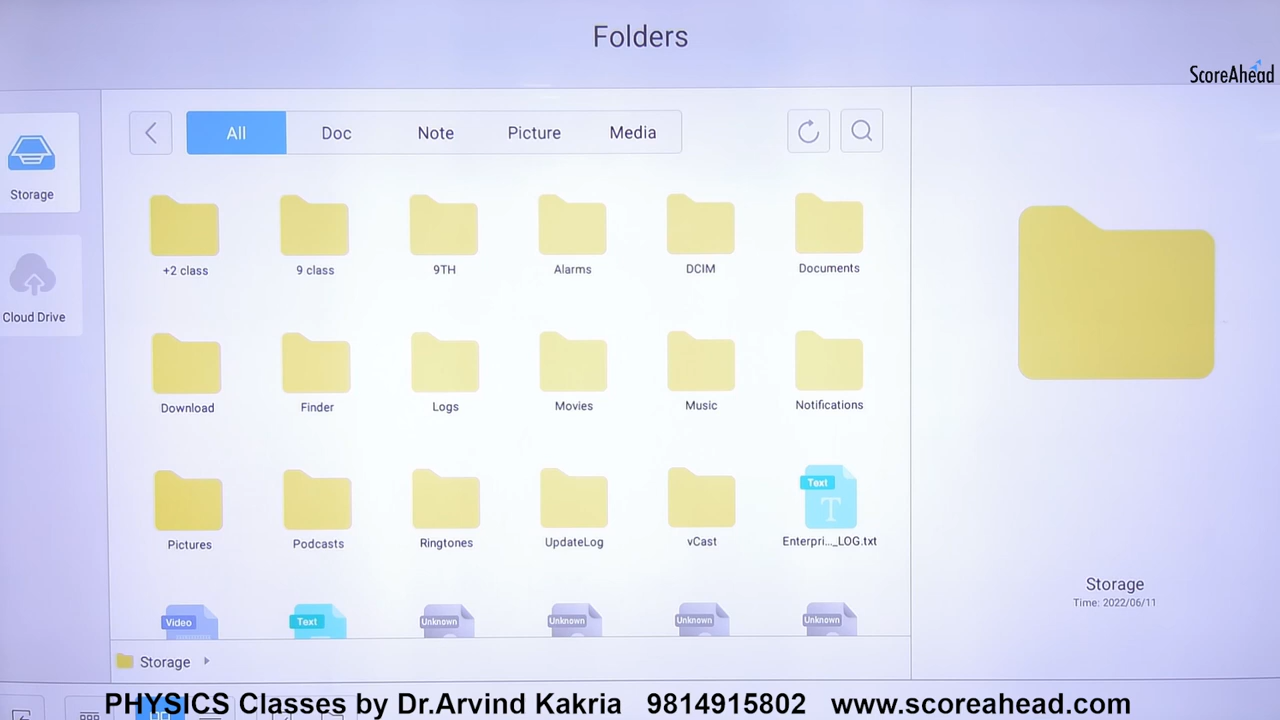 Folders
ScoreAhead
All Doc Note Picture Media
Storage
Cloud Drive
+2 class 9 class 9TH Alarms DCIM Documents
Download Finder Logs Movies Music Notifications
Text
T
Pictures Podcasts Ringtones UpdateLog vCast Enterpri..._LOG.txt
Video Text Unknown Unknown Unknown Unknown
Storage
Time: 2022/06/11
Storage
PHYSICS Classes by Dr.Arvind Kakria 9814915802 www.scoreahead.com